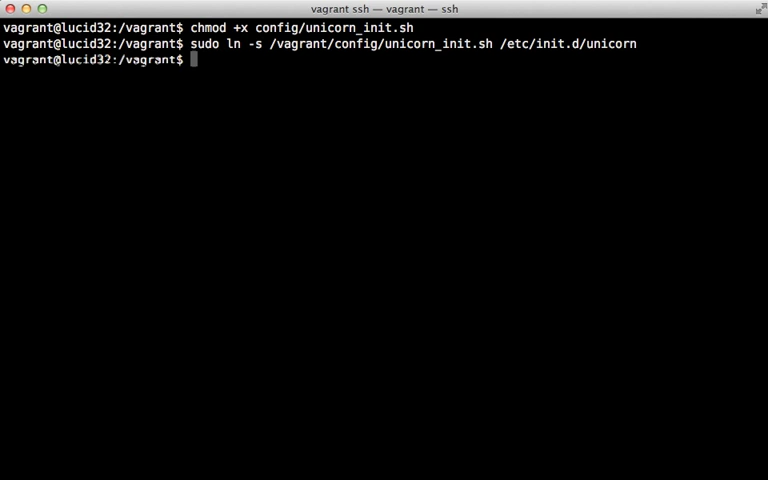 vagrant ssh — vagrant — ssh
vagrant@lucid32:/vagrant$ chmod +x config/unicorn_init.sh
vagrant@lucid32:/vagrant$ sudo ln -s /vagrant/config/unicorn_init.sh /etc/init.d/unicorn
vagrant@lucid32:/vagrant$